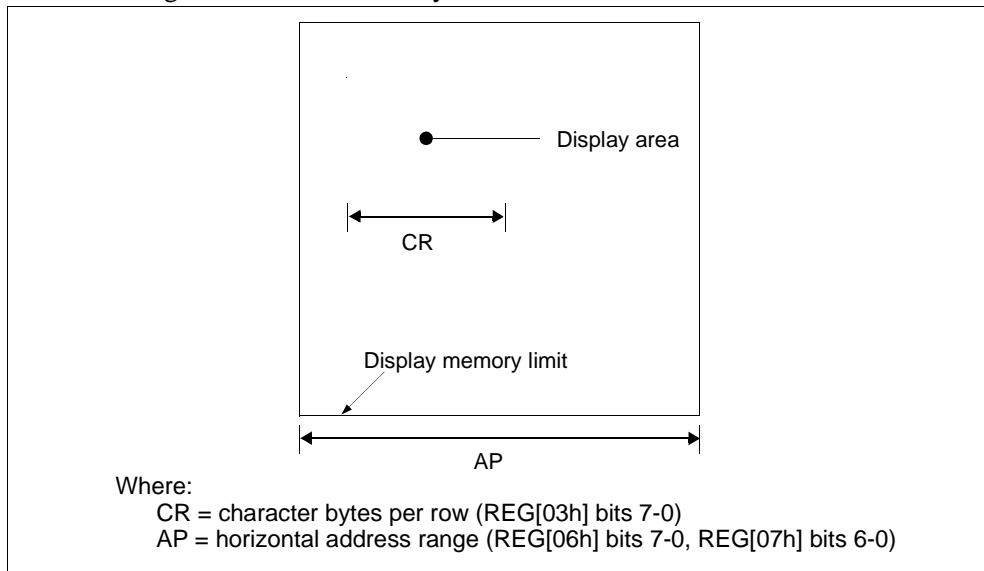 Display area
CR
Display memory limit
AP
Where:
CR = character bytes per row (REG[03h] bits 7-0)
AP = horizontal address range (REG[06h] bits 7-0, REG[07h] bits 6-0)